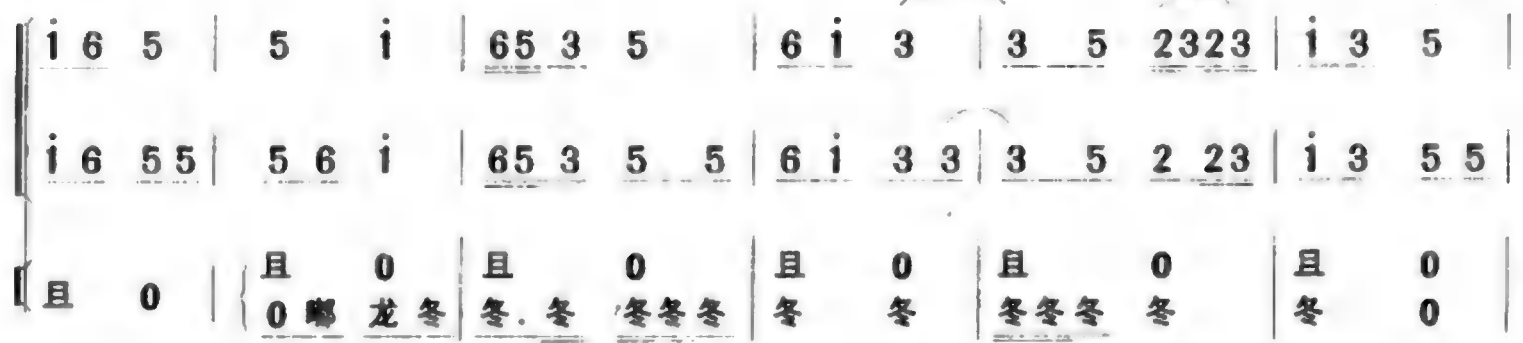 i̇ 6 5 | 5 i̇ | 65 3 5 | 6 i̇ 3 | 3 5 2323 | i̇ 3 5 |
i̇ 6 55 | 5 6 i̇ | 65 3 5 5 | 6 i̇ 3 3 | 3 5 2 23 | i̇ 3 5 5 |
且 0 | 且 0 | 且 0 | 且 0 | 且 0 | 且 0 |
0 嘟 龙 冬 | 冬. 冬 冬冬冬 | 冬 冬 | 冬冬冬 冬 | 冬 0 |